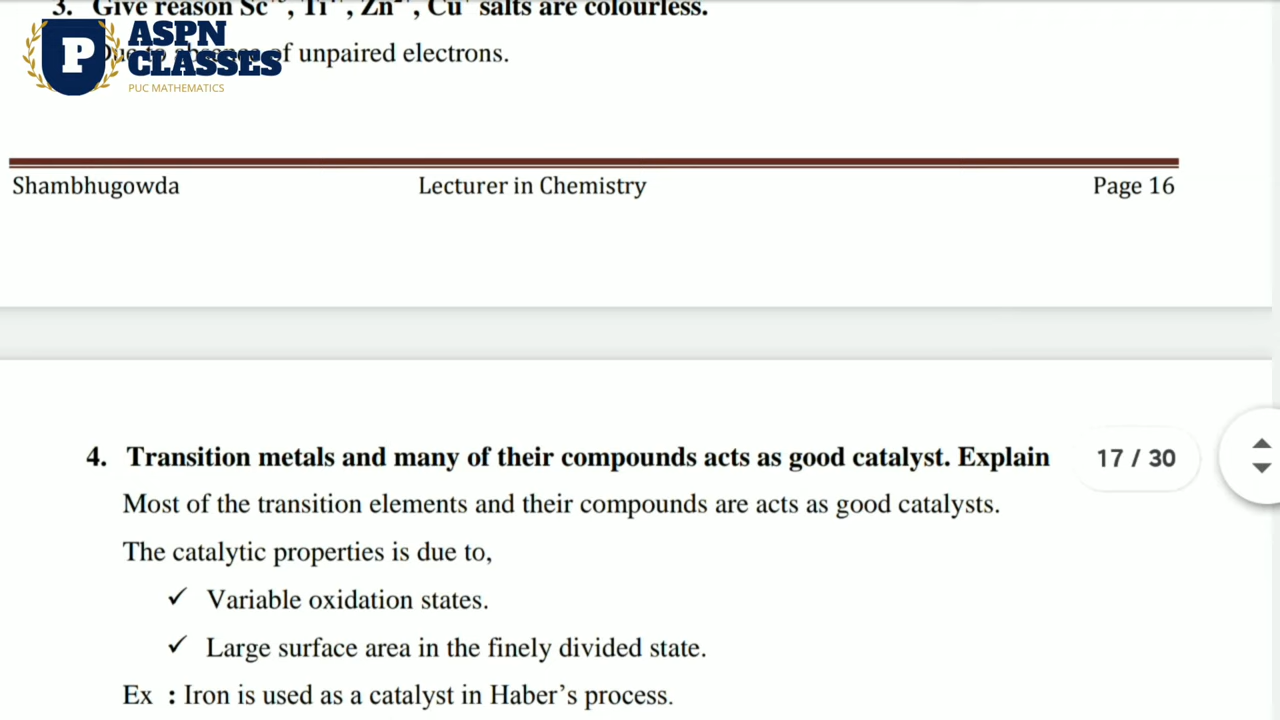 3. Give reason Sc⁺³, Ti⁺⁴, Zn²⁺, Cu⁺ salts are colourless.
P ASPN
CLASSES
PUC MATHEMATICS
of unpaired electrons.
Shambhugowda Lecturer in Chemistry Page 16
4. Transition metals and many of their compounds acts as good catalyst. Explain
17 / 30
Most of the transition elements and their compounds are acts as good catalysts.
The catalytic properties is due to,
✓ Variable oxidation states.
✓ Large surface area in the finely divided state.
Ex : Iron is used as a catalyst in Haber’s process.